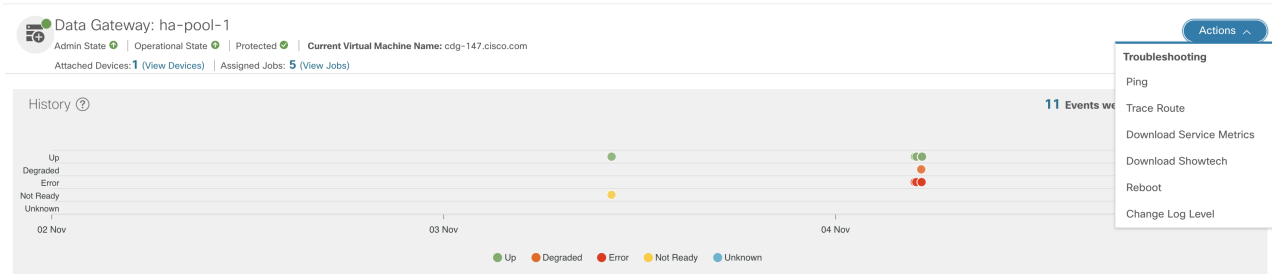 Data Gateway: ha-pool-1
Actions
Admin State | Operational State | Protected | Current Virtual Machine Name: cdg-147.cisco.com
Attached Devices: 1 (View Devices) | Assigned Jobs: 5 (View Jobs)
Troubleshooting
Ping
Trace Route
Download Service Metrics
Download Showtech
Reboot
Change Log Level
History ?
11 Events we
Up
Degraded
Error
Not Ready
Unknown
02 Nov 03 Nov 04 Nov
Up Degraded Error Not Ready Unknown